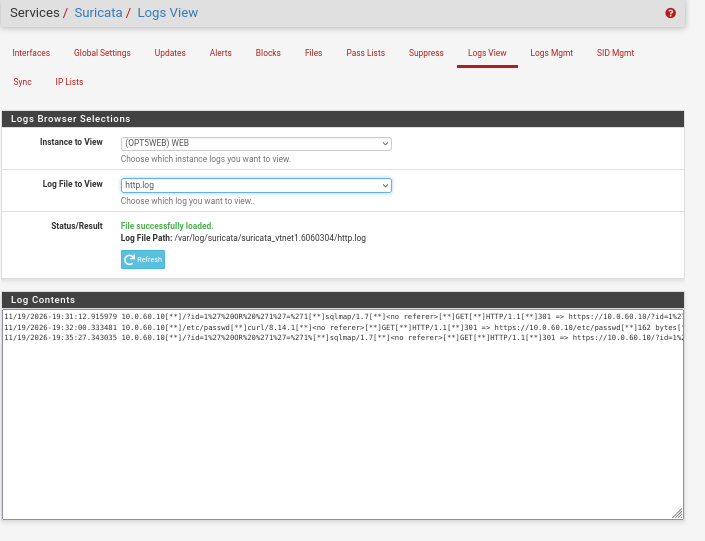 Services / Suricata / Logs View
Interfaces Global Settings Updates Alerts Blocks Files Pass Lists Suppress Logs View Logs Mgmt SID Mgmt
Sync IP Lists
Logs Browser Selections
Instance to View (OPT5WEB) WEB
Choose which instance logs you want to view.
Log File to View http.log
Choose which log you want to view..
Status/Result File successfully loaded.
Log File Path: /var/log/suricata/suricata_vtnet1.6060304/http.log
Refresh
Log Contents
11/19/2026-19:31:12.915979 10.0.60.10[**]/?id=1%27%20OR%20%271%27=%271[**]sqlmap/1.7[**]<no referer>[**]GET[**]HTTP/1.1[**]301 => https://10.0.60.10/?id=1%27
11/19/2026-19:32:00.333481 10.0.60.10[**]/etc/passwd[**]curl/8.14.1[**]<no referer>[**]GET[**]HTTP/1.1[**]301 => https://10.0.60.10/etc/passwd[**]162 bytes[*
11/19/2026-19:35:27.343035 10.0.60.10[**]/?id=1%27%20OR%20%271%27=%271%[**]sqlmap/1.7[**]<no referer>[**]GET[**]HTTP/1.1[**]301 => https://10.0.60.10/?id=1%2